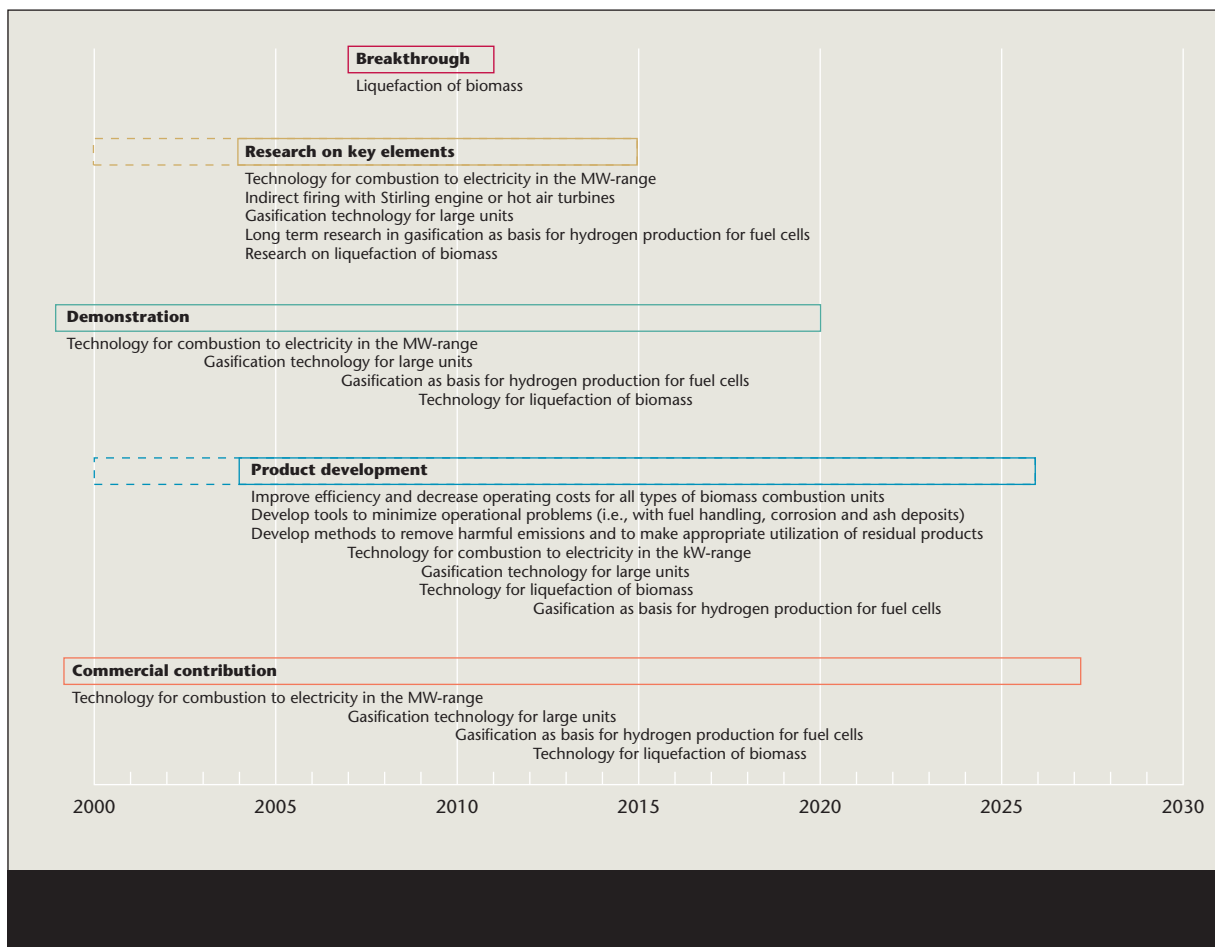 Breakthrough
Liquefaction of biomass
Research on key elements
Technology for combustion to electricity in the MW-range
Indirect firing with Stirling engine or hot air turbines
Gasification technology for large units
Long term research in gasification as basis for hydrogen production for fuel cells
Research on liquefaction of biomass
Demonstration
Technology for combustion to electricity in the MW-range
Gasification technology for large units
Gasification as basis for hydrogen production for fuel cells
Technology for liquefaction of biomass
Product development
Improve efficiency and decrease operating costs for all types of biomass combustion units
Develop tools to minimize operational problems (i.e., with fuel handling, corrosion and ash deposits)
Develop methods to remove harmful emissions and to make appropriate utilization of residual products
Technology for combustion to electricity in the kW-range
Gasification technology for large units
Technology for liquefaction of biomass
Gasification as basis for hydrogen production for fuel cells
Commercial contribution
Technology for combustion to electricity in the MW-range
Gasification technology for large units
Gasification as basis for hydrogen production for fuel cells
Technology for liquefaction of biomass
2000 2005 2010 2015 2020 2025 2030